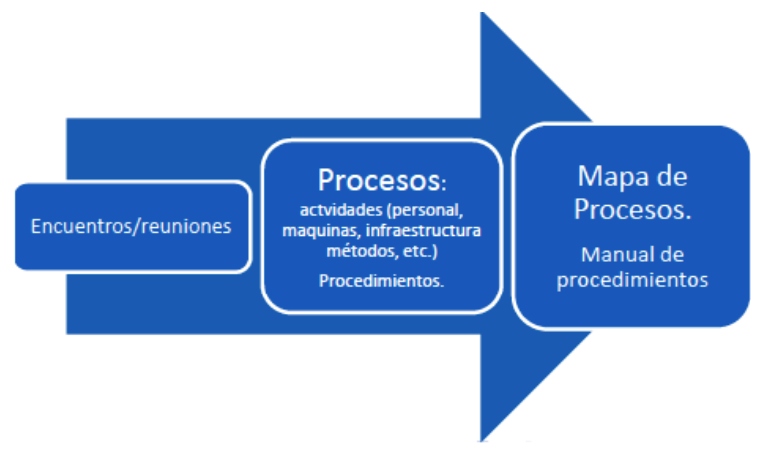 Encuentros/reuniones
Procesos:
actvidades (personal,
maquinas, infraestructura
métodos, etc.)
Procedimientos.
Mapa de
Procesos.
Manual de
procedimientos